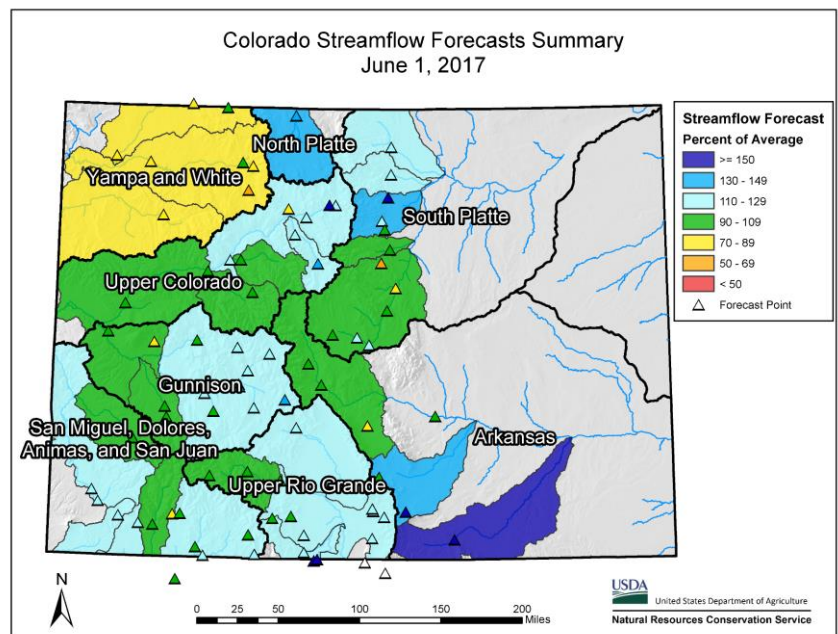 Colorado Streamflow Forecasts Summary
June 1, 2017
North Platte
Yampa and White
South Platte
Upper Colorado
Gunnison
San Miguel, Dolores,
Animas, and San Juan
Arkansas
Upper Rio Grande
Streamflow Forecast
Percent of Average
>= 150
130 - 149
110 - 129
90 - 109
70 - 89
50 - 69
< 50
Forecast Point
N
0 50 100 150 200
Miles
USDA
United States Department of Agriculture
Natural Resources Conservation Service